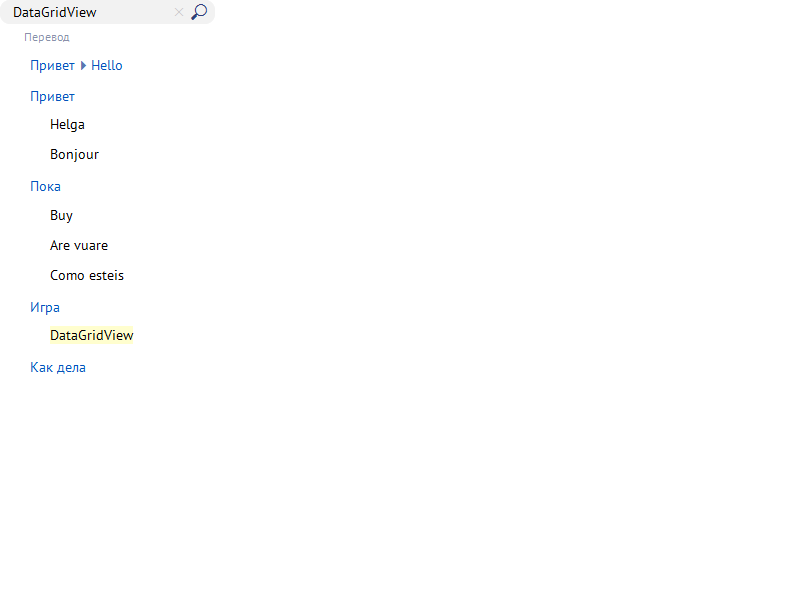 DataGridView
Перевод
Привет Hello
Привет
Helga
Bonjour
Пока
Buy
Are vuare
Como esteis
Игра
DataGridView
Как дела